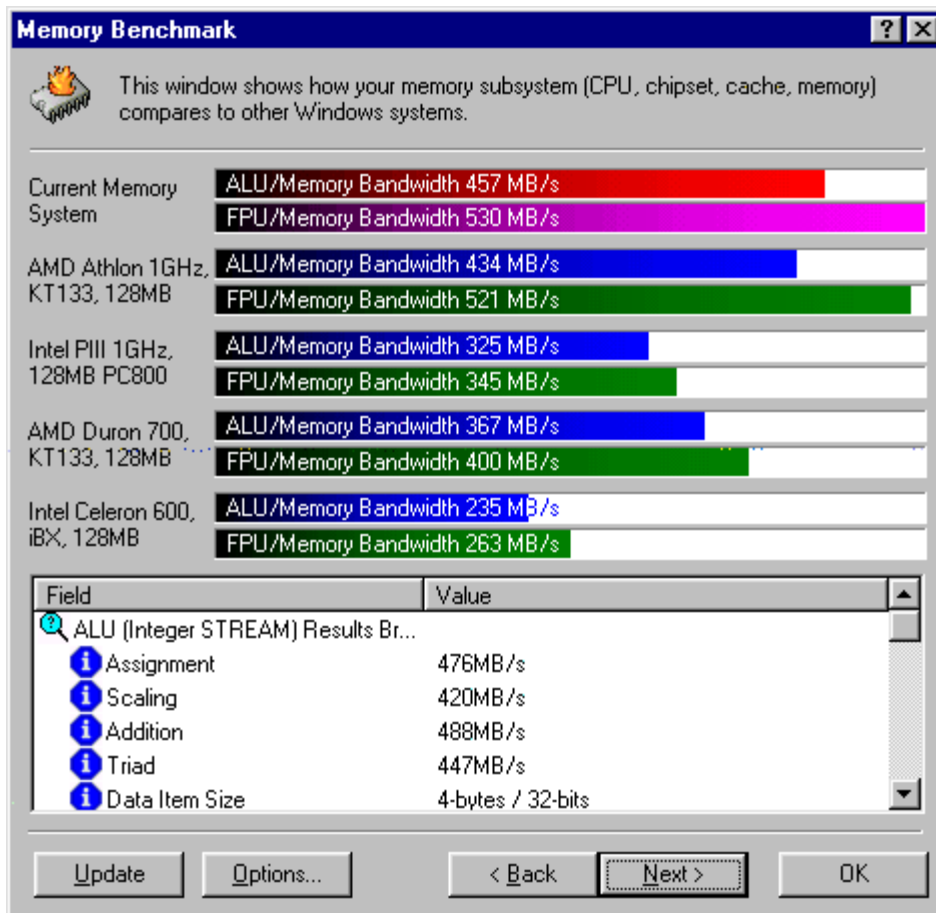 Memory Benchmark
This window shows how your memory subsystem (CPU, chipset, cache, memory)
compares to other Windows systems.
Current Memory
System
ALU/Memory Bandwidth 457 MB/s
FPU/Memory Bandwidth 530 MB/s
AMD Athlon 1GHz,
KT133, 128MB
ALU/Memory Bandwidth 434 MB/s
FPU/Memory Bandwidth 521 MB/s
Intel PIII 1GHz,
128MB PC800
ALU/Memory Bandwidth 325 MB/s
FPU/Memory Bandwidth 345 MB/s
AMD Duron 700,
KT133, 128MB
ALU/Memory Bandwidth 367 MB/s
FPU/Memory Bandwidth 400 MB/s
Intel Celeron 600,
iBX, 128MB
ALU/Memory Bandwidth 235 MB/s
FPU/Memory Bandwidth 263 MB/s
Field Value
ALU (Integer STREAM) Results Br...
Assignment 476MB/s
Scaling 420MB/s
Addition 488MB/s
Triad 447MB/s
Data Item Size 4-bytes / 32-bits
Update Options... < Back Next > OK